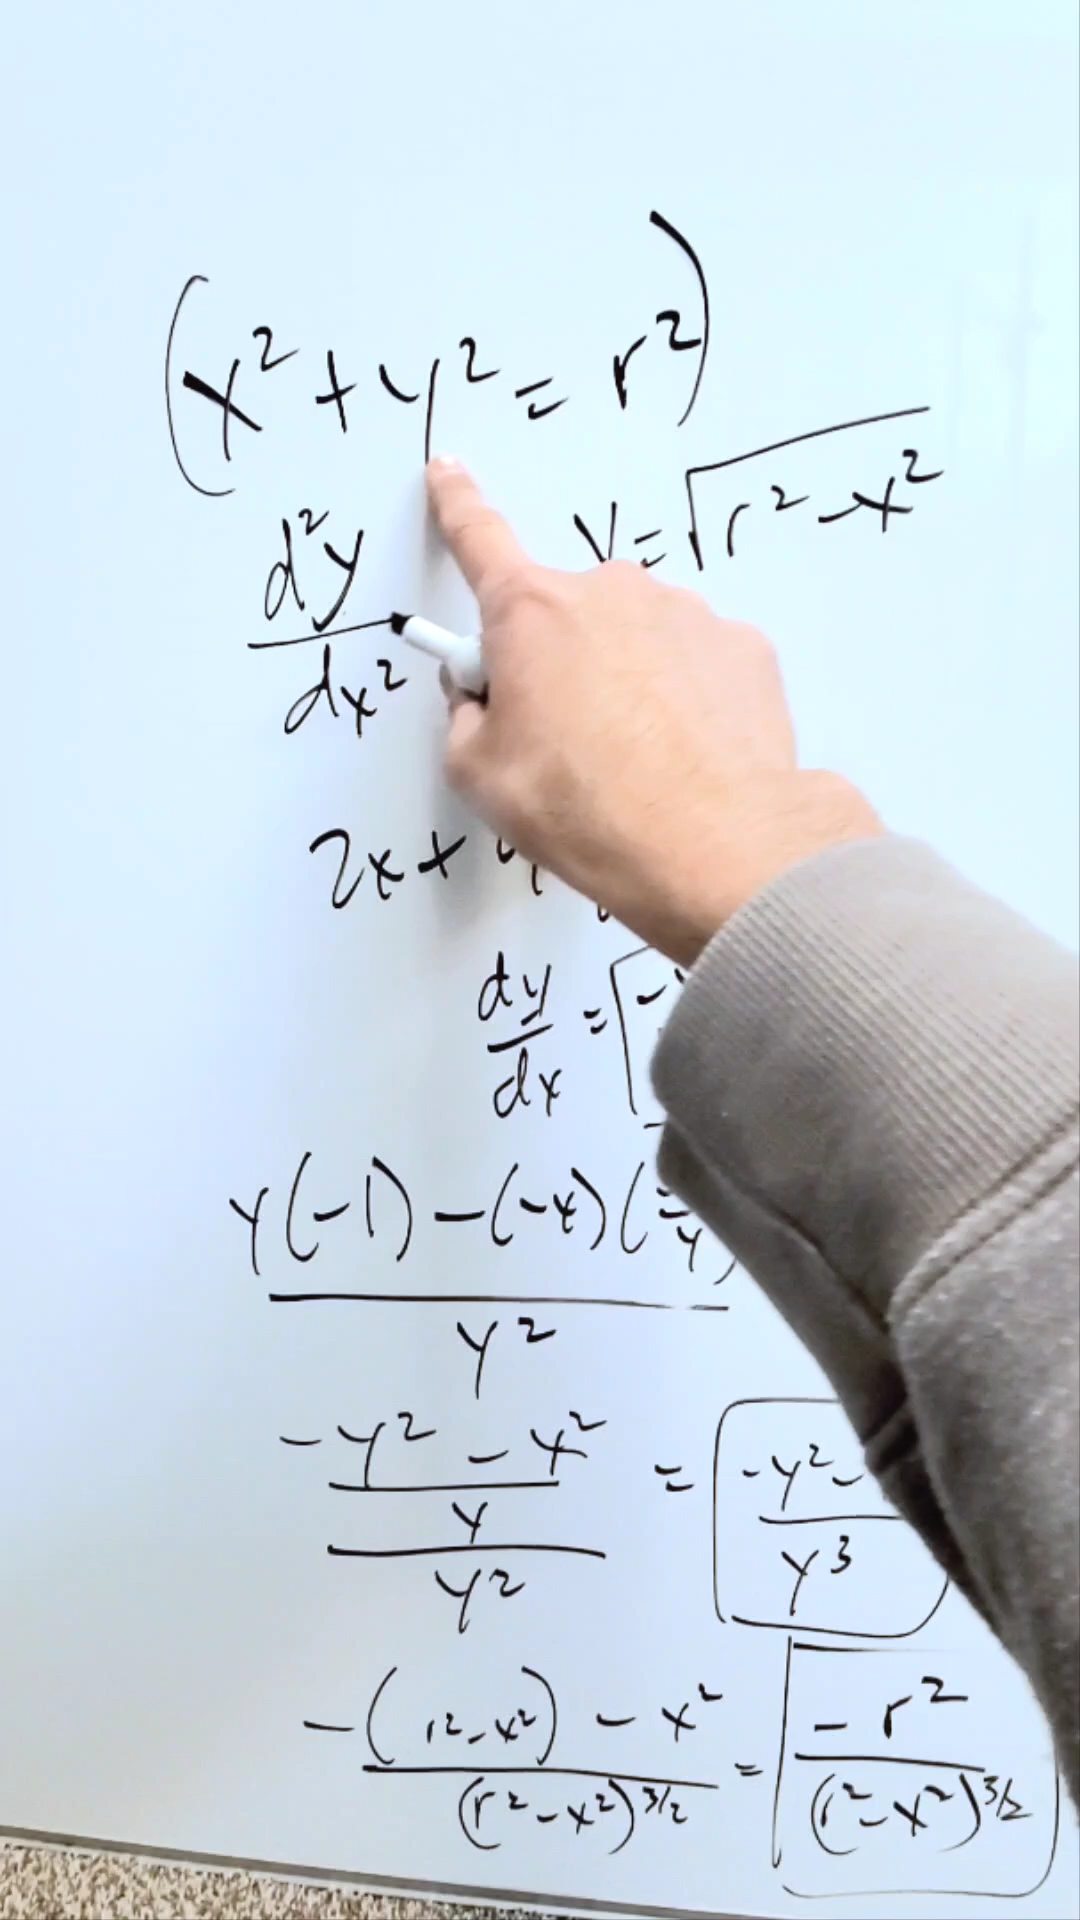 (x² + y² = r²)
y = √(r² - x²)
d²y/dx²
2x +
dy/dx =
y(-1) - (-x)(
y²
-y² - x²
y
y²
= -y² -
y³
-(r² - x²) - x² / (r² - x²)^3/2 = -r² / (r² - x²)^3/2